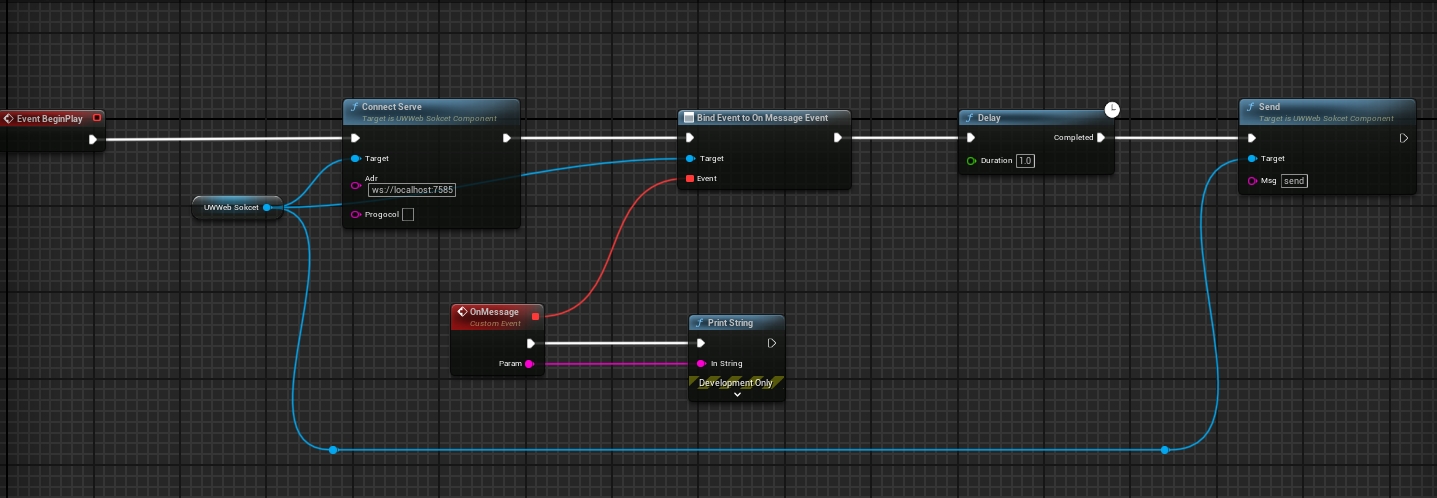 Event BeginPlay
Connect Serve
Target is UWWeb Sokcet Component
Target
Adr
ws://localhost:7585
Progocol
UWWeb Sokcet
Bind Event to On Message Event
Target
Event
Delay
Completed
Duration 1.0
Send
Target is UWWeb Sokcet Component
Target
Msg send
OnMessage
Custom Event
Param
Print String
In String
Development Only